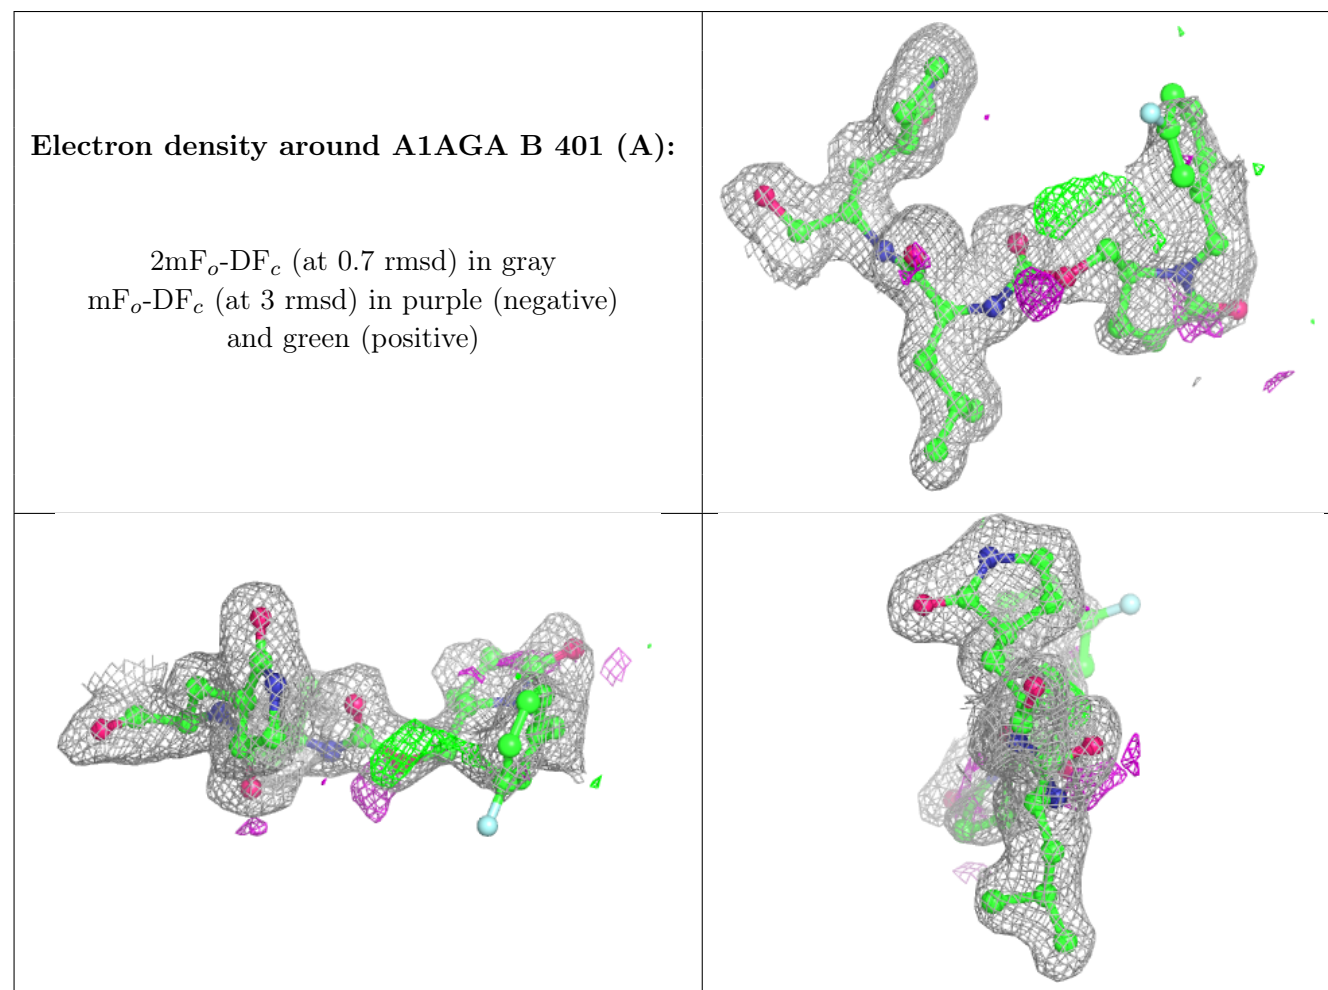 Electron density around A1AGA B 401 (A):
2mFo-DFc (at 0.7 rmsd) in gray
mFo-DFc (at 3 rmsd) in purple (negative)
and green (positive)